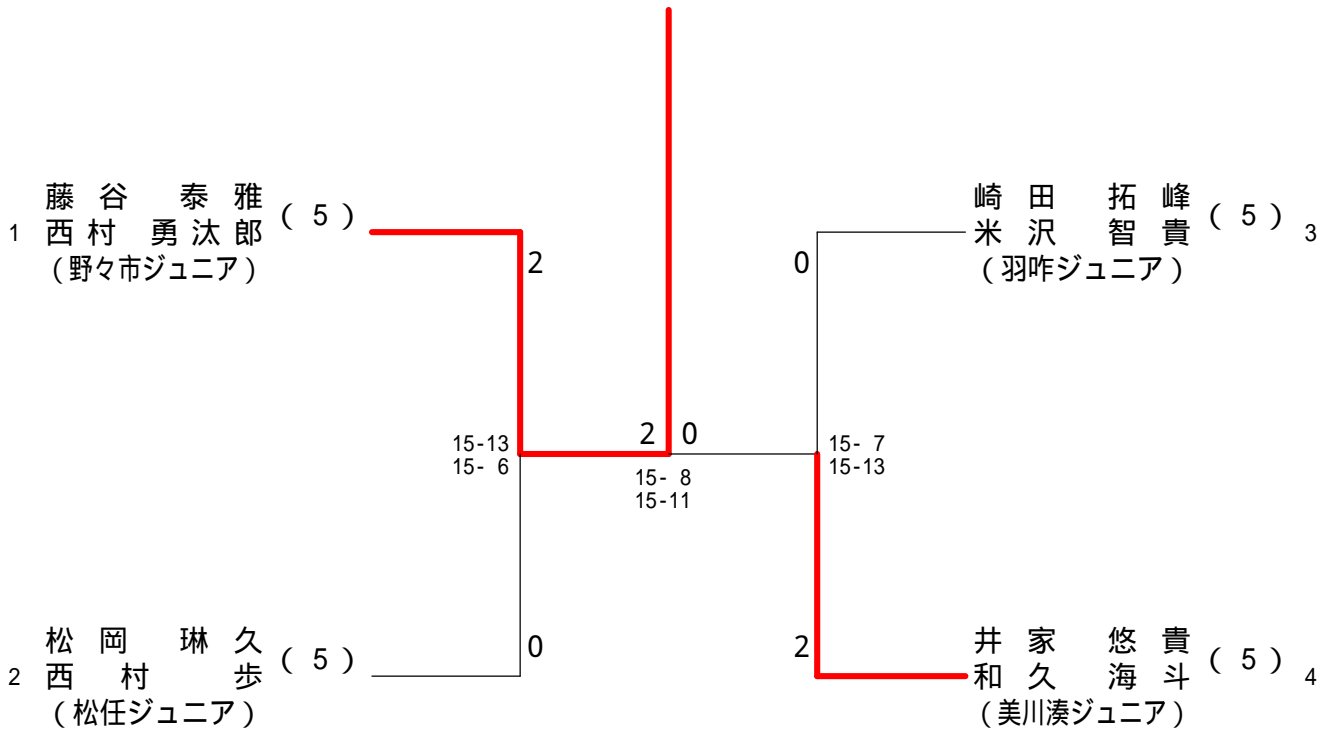 藤谷 泰雅
1 西村 勇汰郎 (5)
(野々市ジュニア)
2
15-13
15- 6
松岡 琳久
2 西村 歩 (5)
(松任ジュニア)
0
2 0
15- 8
15-11
崎田 拓峰
米沢 智貴 (5) 3
(羽咋ジュニア)
0
15- 7
15-13
井家 悠貴
和久 海斗 (5) 4
(美川湊ジュニア)
2